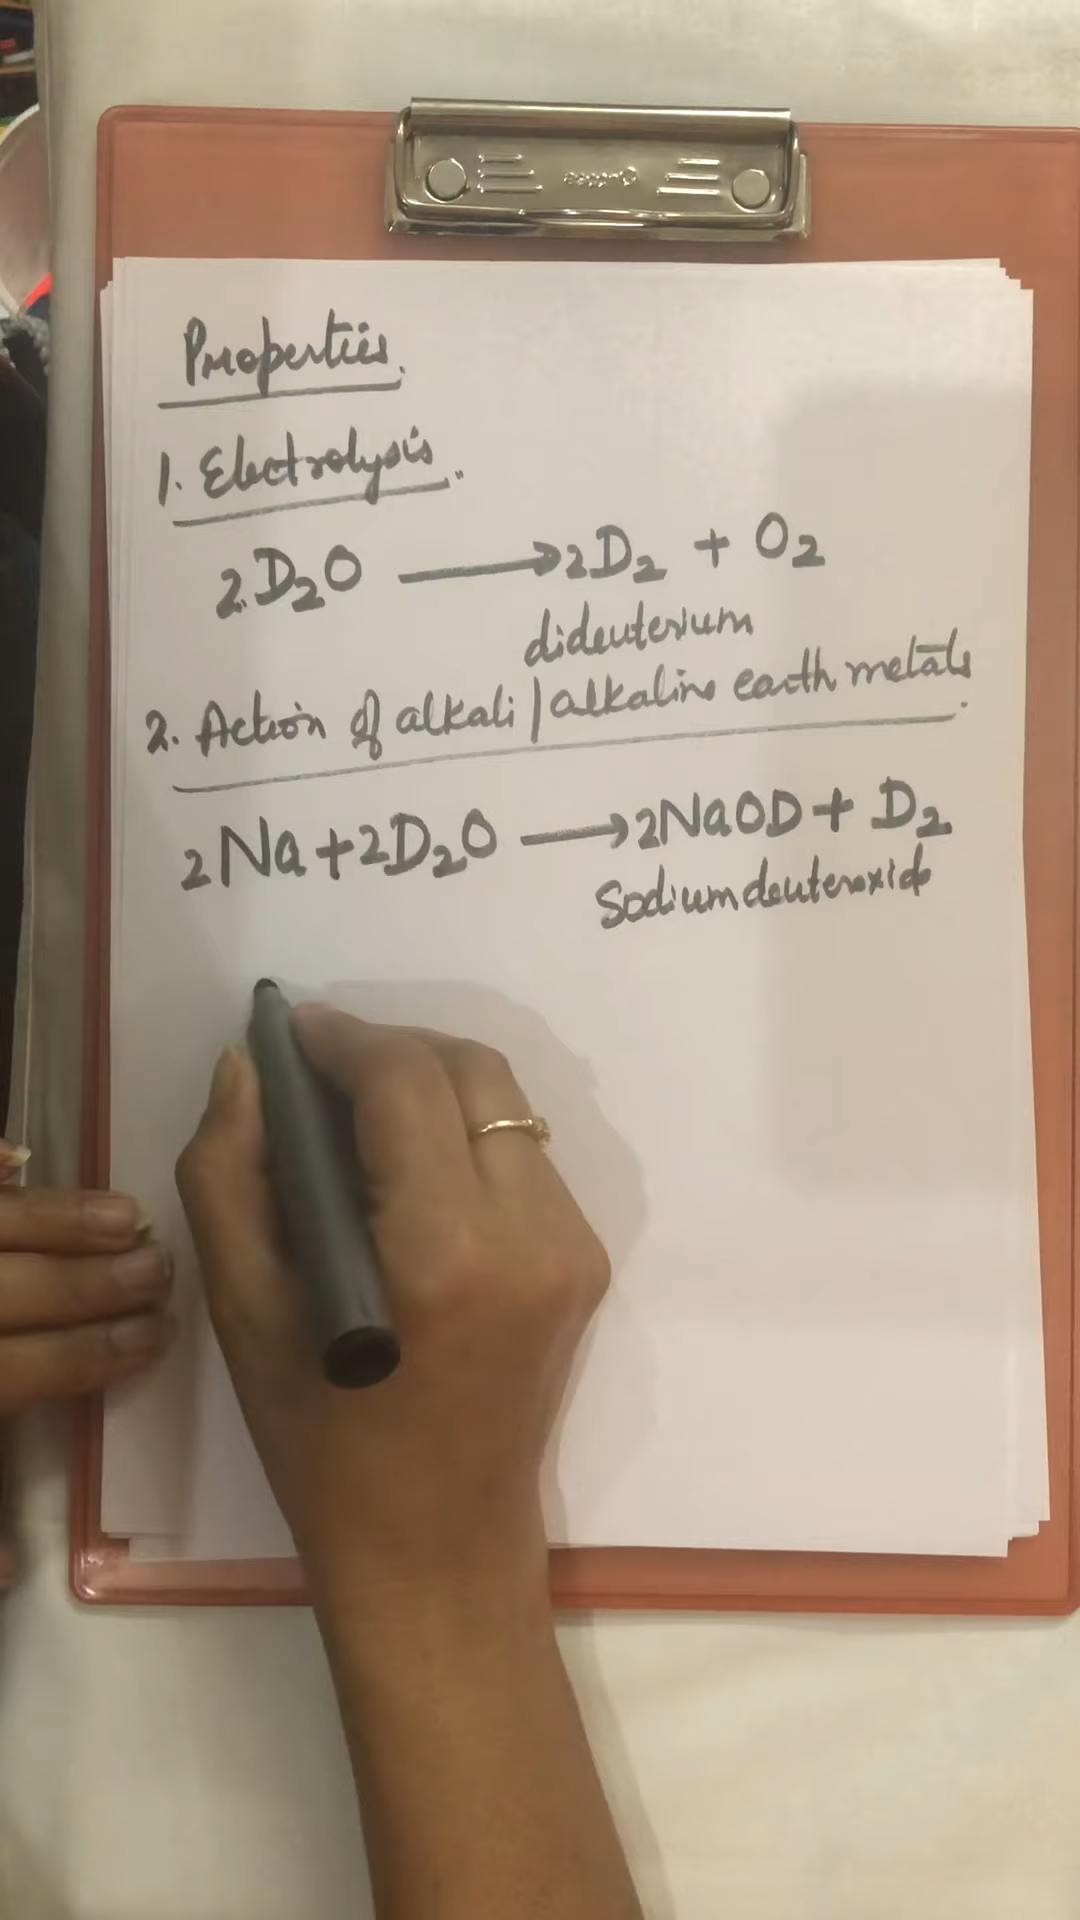 Properties.
1. Electrolysis.
2D₂O ⟶ 2D₂ + O₂
dideuterium
2. Action of alkali / alkaline earth metals.
2Na + 2D₂O ⟶ 2NaOD + D₂
Sodium deuteroxide